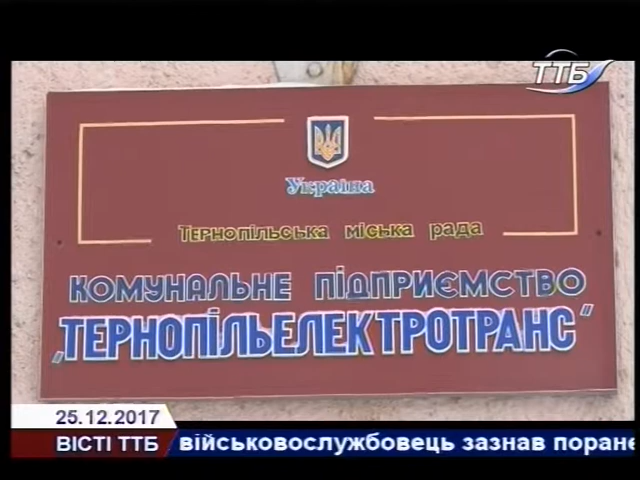 ТТБ
Україна
Тернопільська міська рада
КОМУНАЛЬНЕ ПІДПРИЄМСТВО
„ТЕРНОПІЛЬЕЛЕКТРОТРАНС”
25.12.2017
ВІСТІ ТТБ військовослужбовець зазнав поране